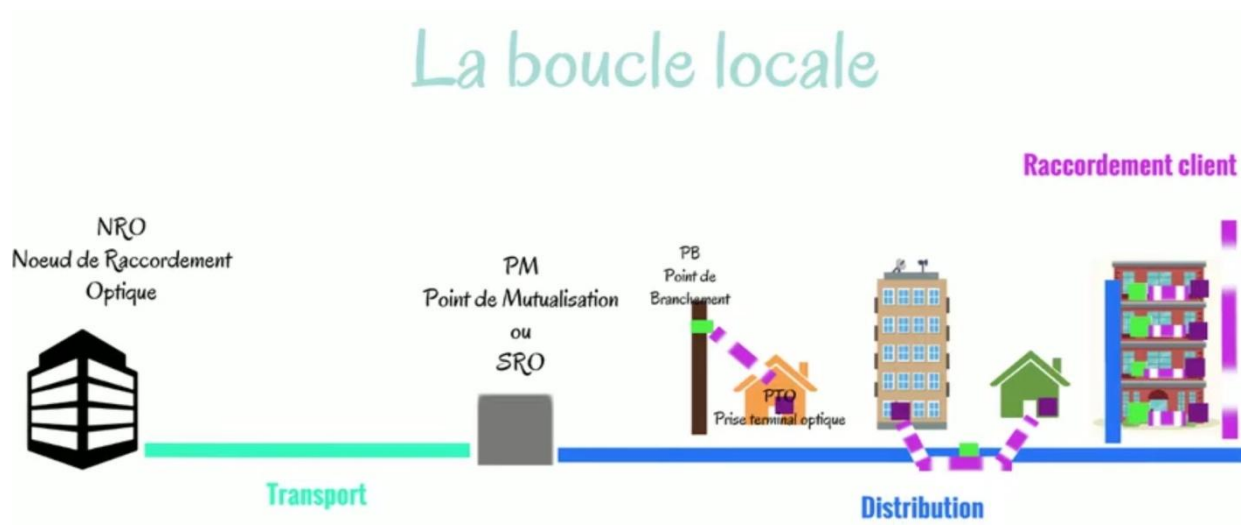 La boucle locale
Raccordement client
NRO
Noeud de Raccordement
Optique
PM
Point de Mutualisation
ou
SRO
PB
Point de
Branchement
PTO
Prise terminal optique
Transport
Distribution